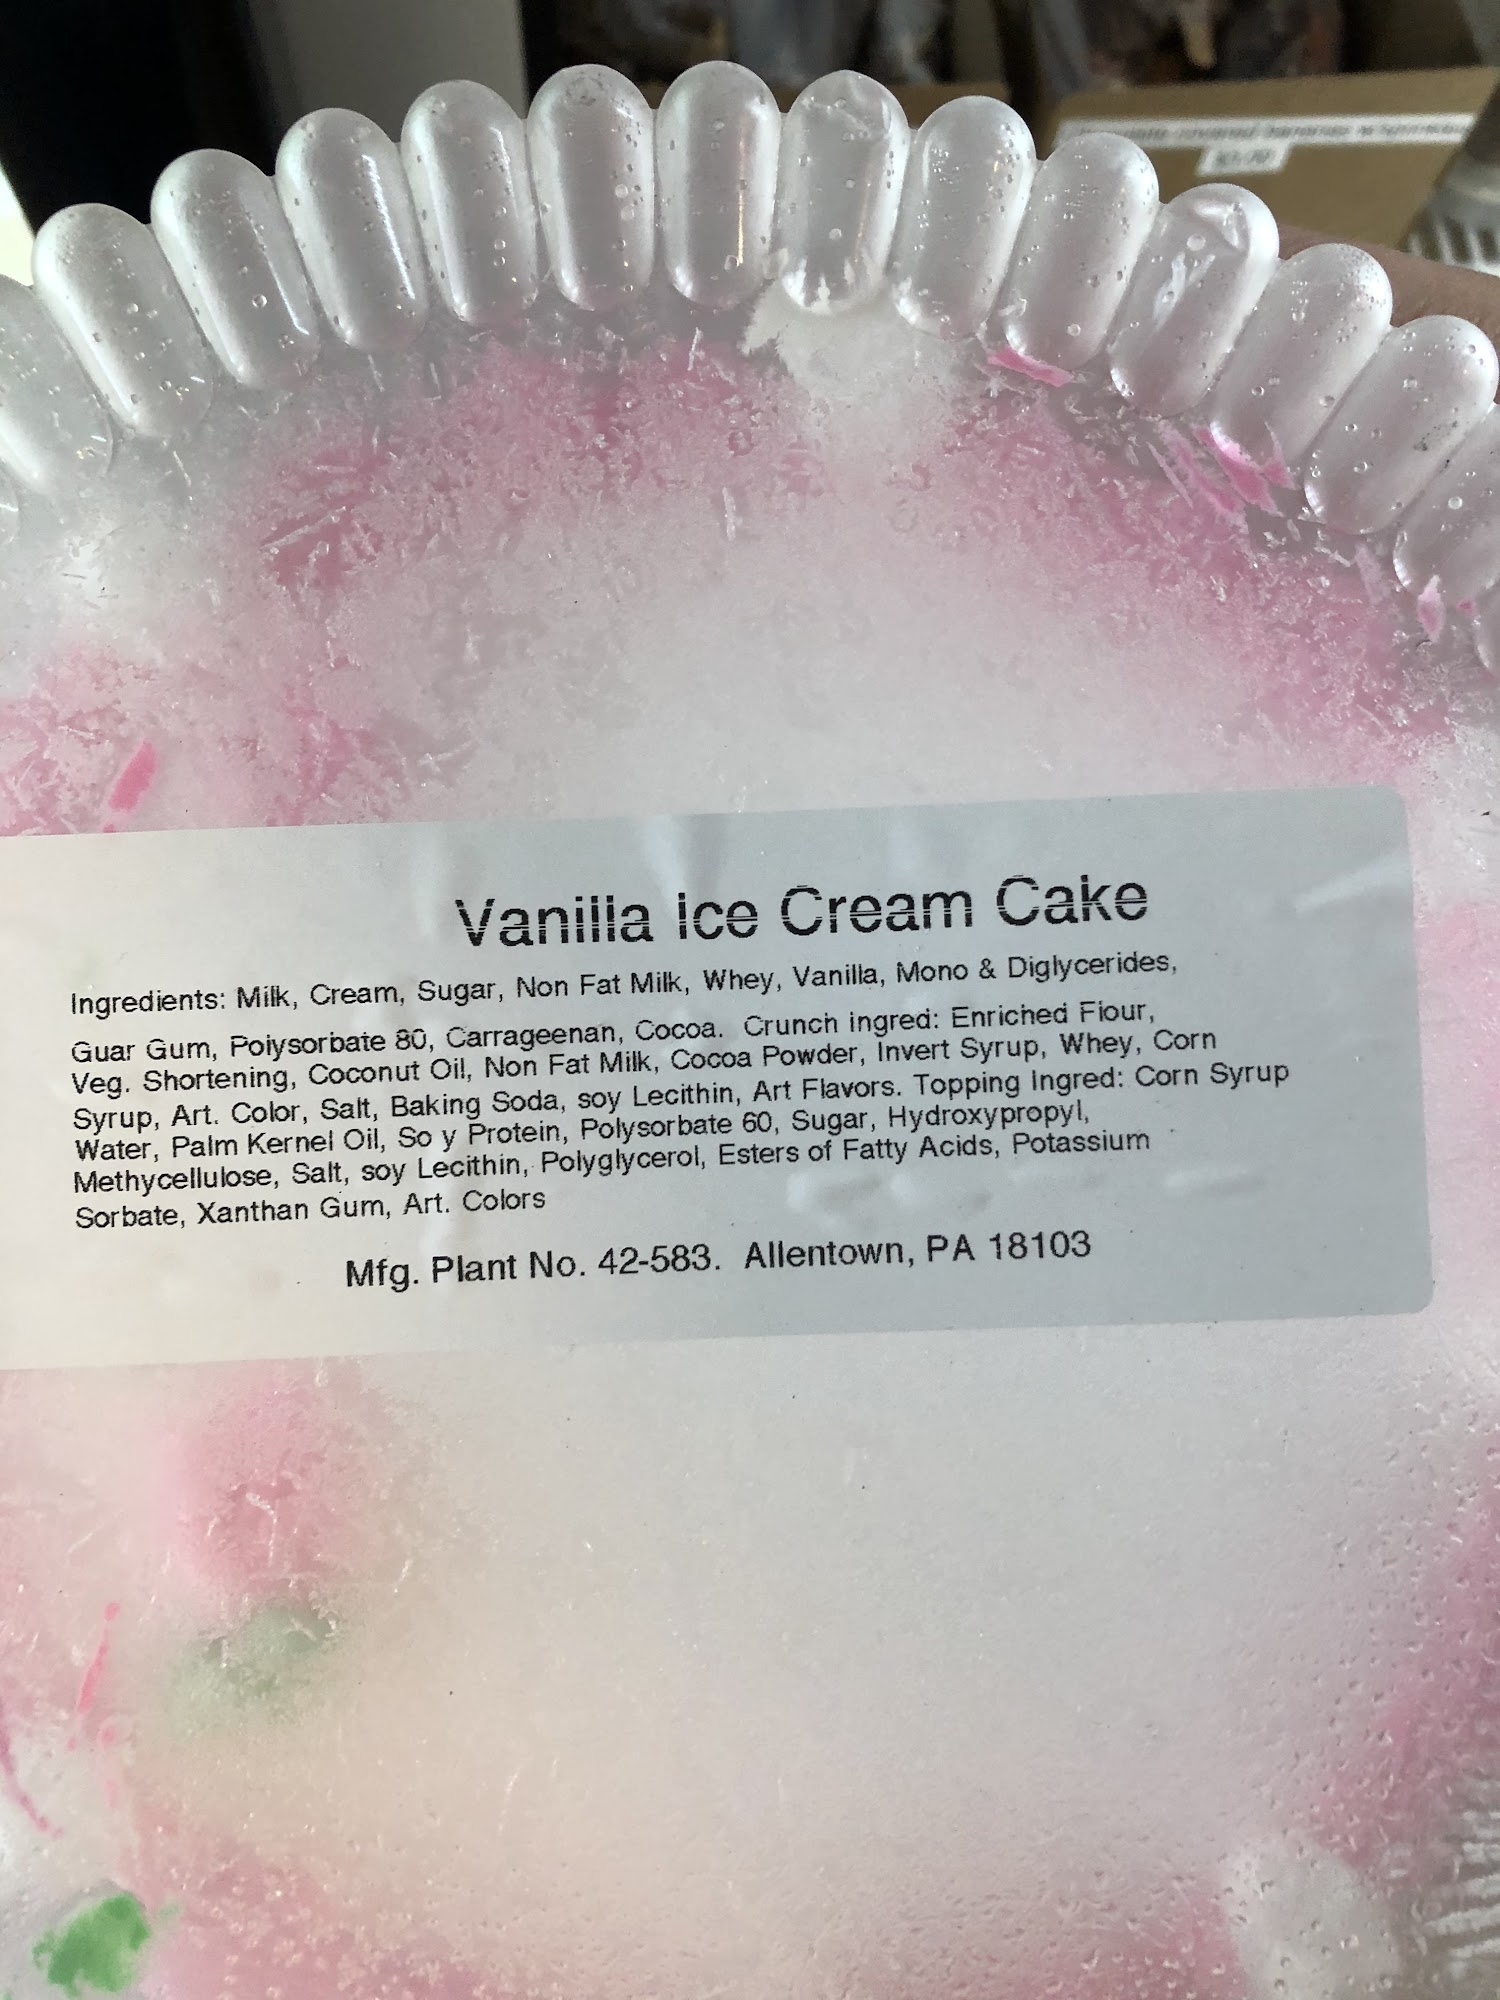 Vanilla Ice Cream Cake
Ingredients: Milk, Cream, Sugar, Non Fat Milk, Whey, Vanilla, Mono & Diglycerides,
Guar Gum, Polysorbate 80, Carrageenan, Cocoa. Crunch ingred: Enriched Flour,
Veg. Shortening, Coconut Oil, Non Fat Milk, Cocoa Powder, Invert Syrup, Whey, Corn
Syrup, Art. Color, Salt, Baking Soda, soy Lecithin, Art Flavors. Topping Ingred: Corn Syrup
Water, Palm Kernel Oil, So y Protein, Polysorbate 60, Sugar, Hydroxypropyl,
Methycellulose, Salt, soy Lecithin, Polyglycerol, Esters of Fatty Acids, Potassium
Sorbate, Xanthan Gum, Art. Colors
Mfg. Plant No. 42-583. Allentown, PA 18103